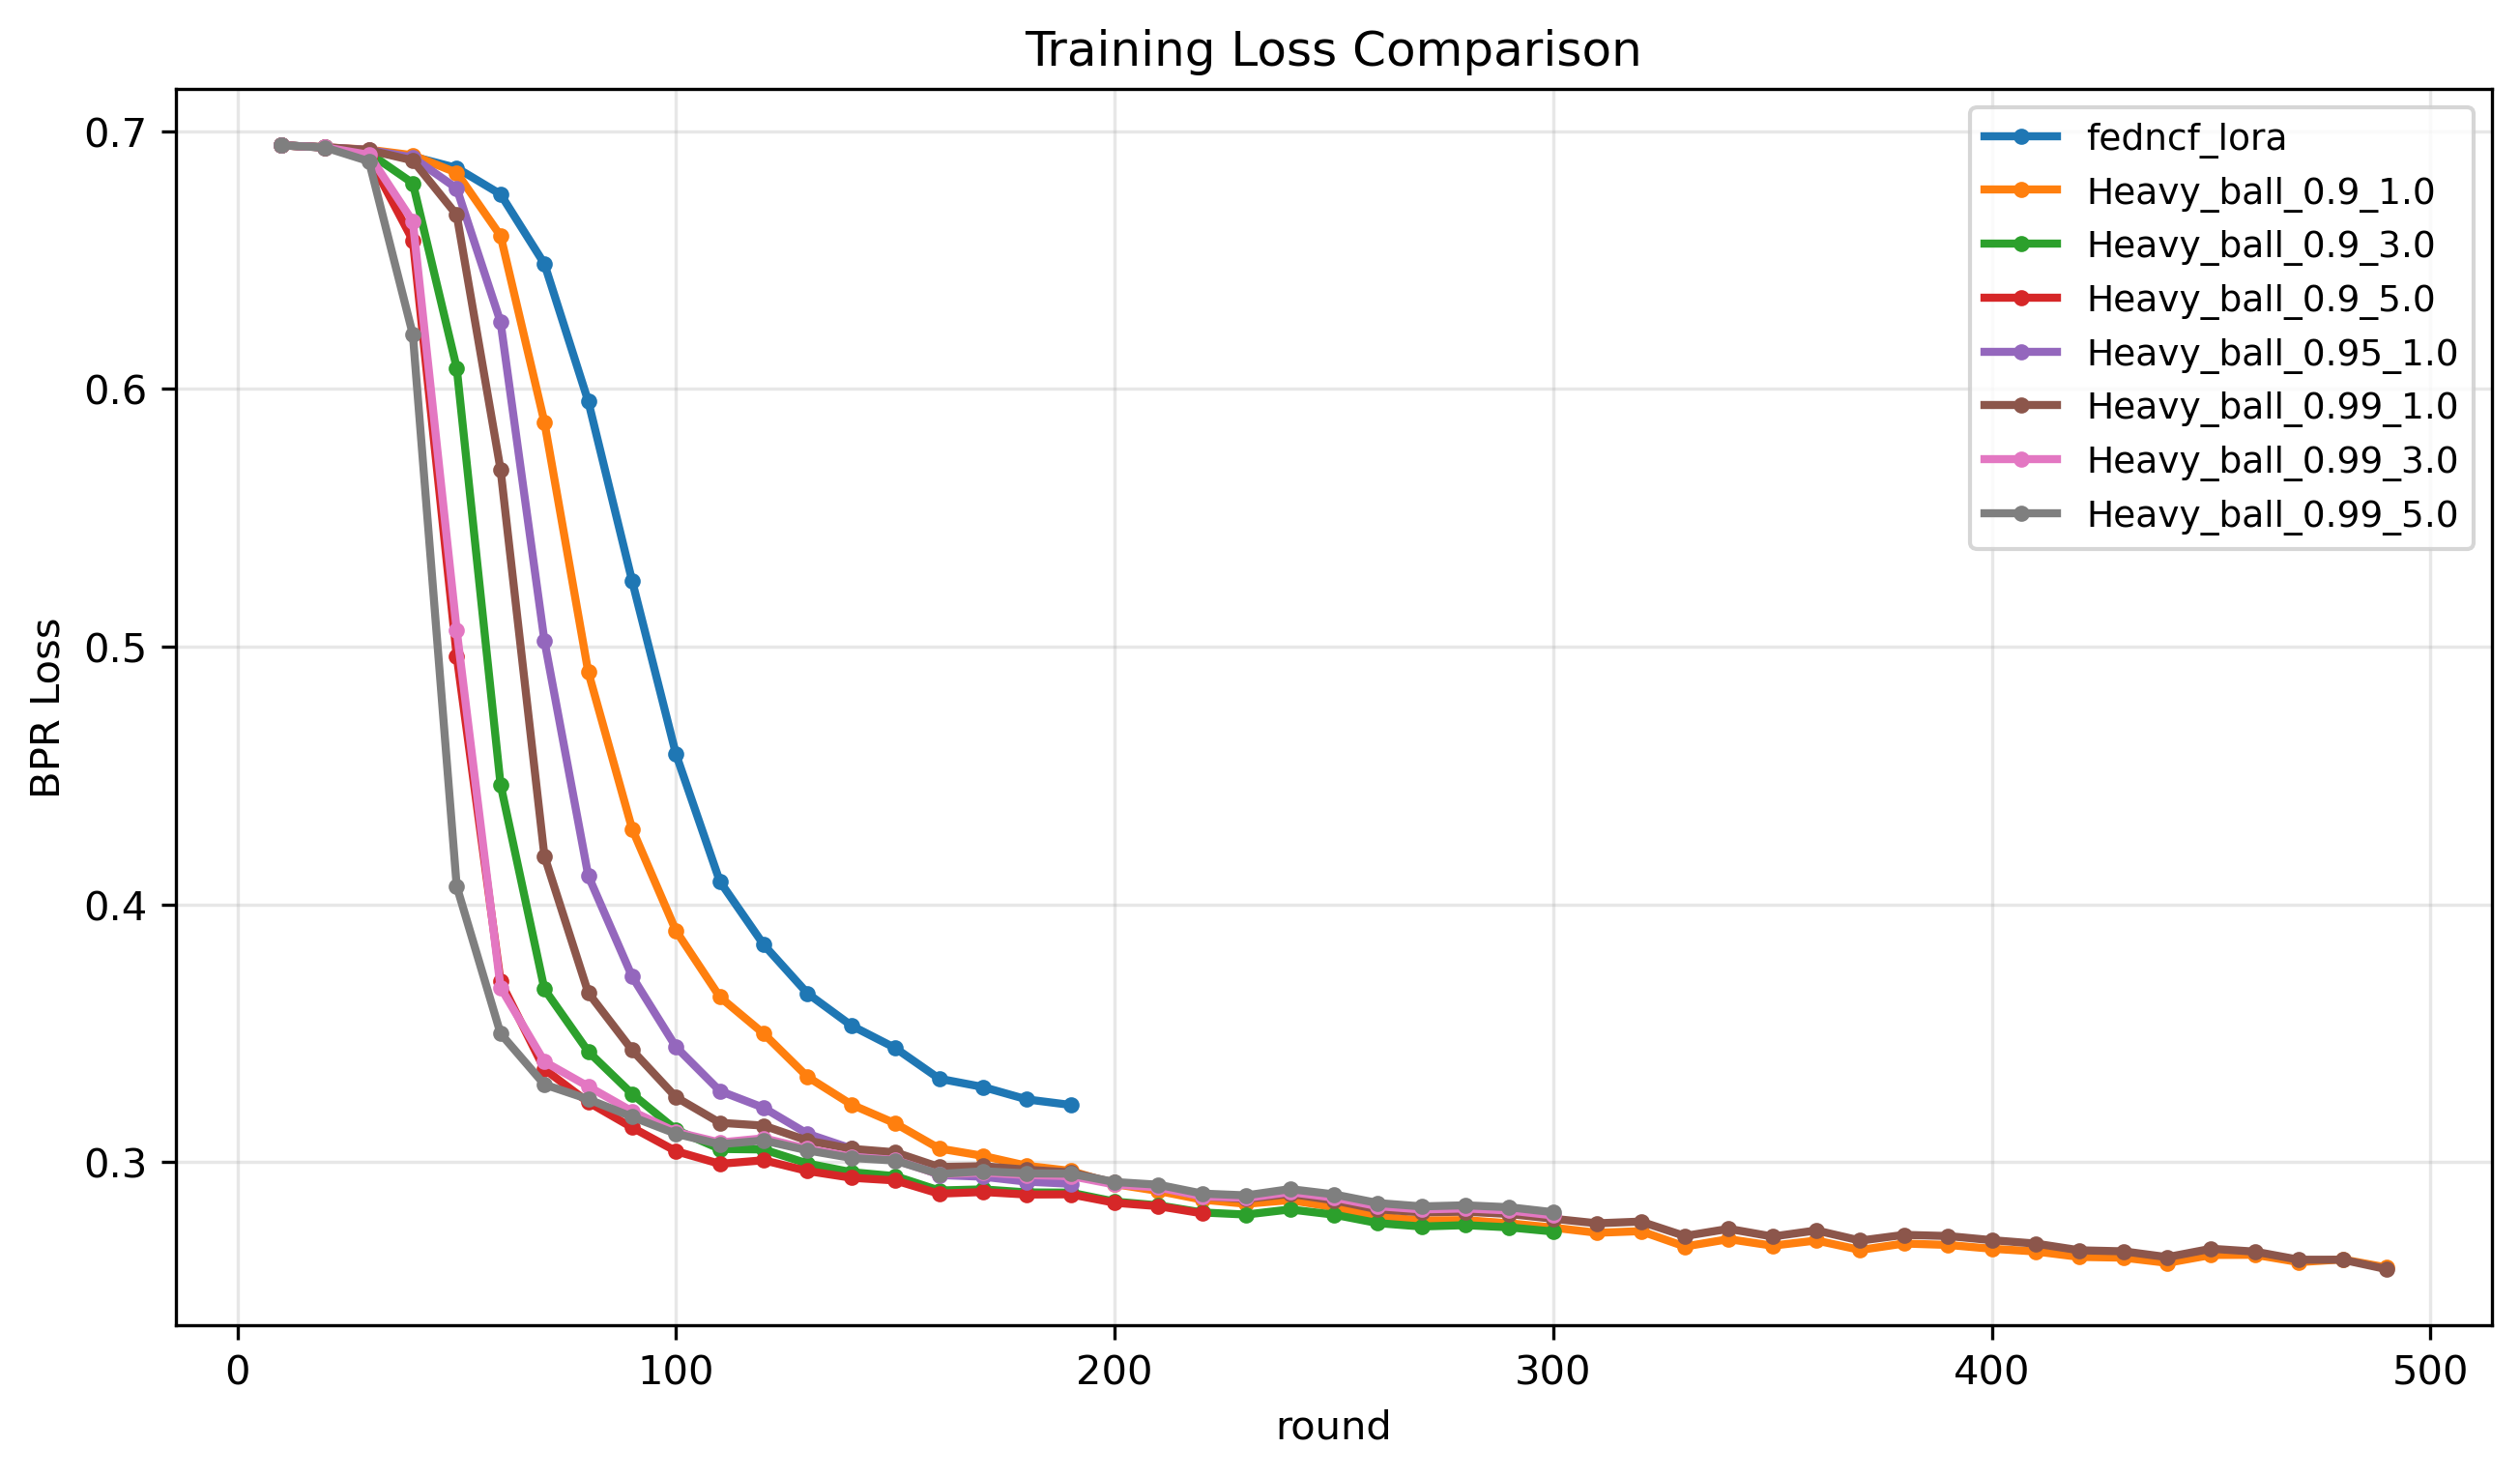 Training Loss Comparison
0.7
0.6
0.5
0.4
0.3
BPR Loss
0
100
200
300
400
500
round
fedncf_lora
Heavy_ball_0.9_1.0
Heavy_ball_0.9_3.0
Heavy_ball_0.9_5.0
Heavy_ball_0.95_1.0
Heavy_ball_0.99_1.0
Heavy_ball_0.99_3.0
Heavy_ball_0.99_5.0